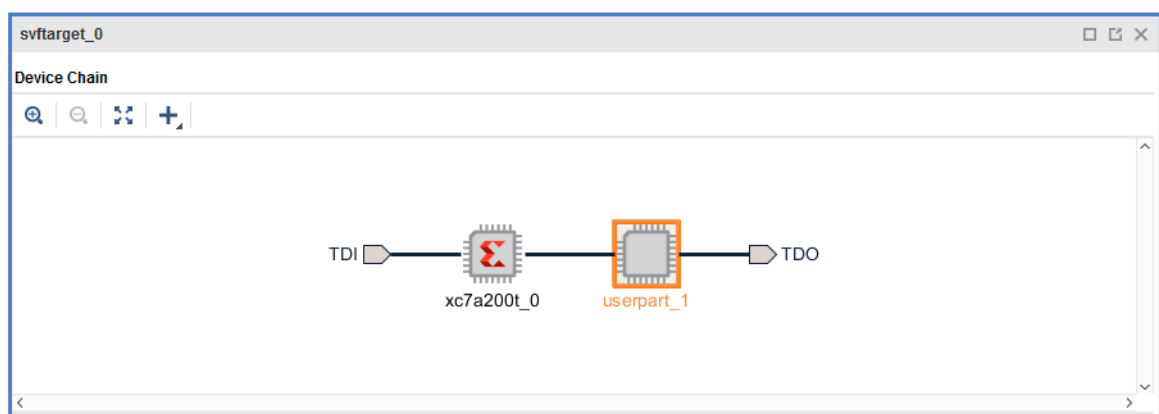 svftarget_0
Device Chain
TDI
TDO
xc7a200t_0
userpart_1